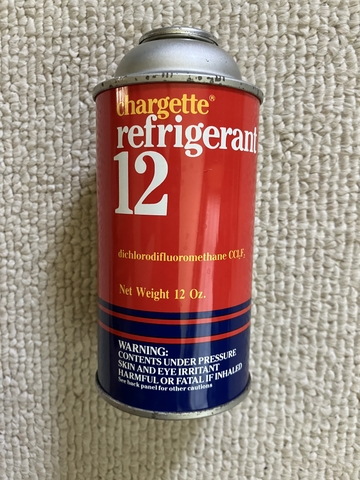 chargette®
refrigerant
12
dichlorodifluoromethane CCl₂F₂
Net Weight 12 Oz.
WARNING:
CONTENTS UNDER PRESSURE
SKIN AND EYE IRRITANT
HARMFUL OR FATAL IF INHALED
See back panel for other cautions